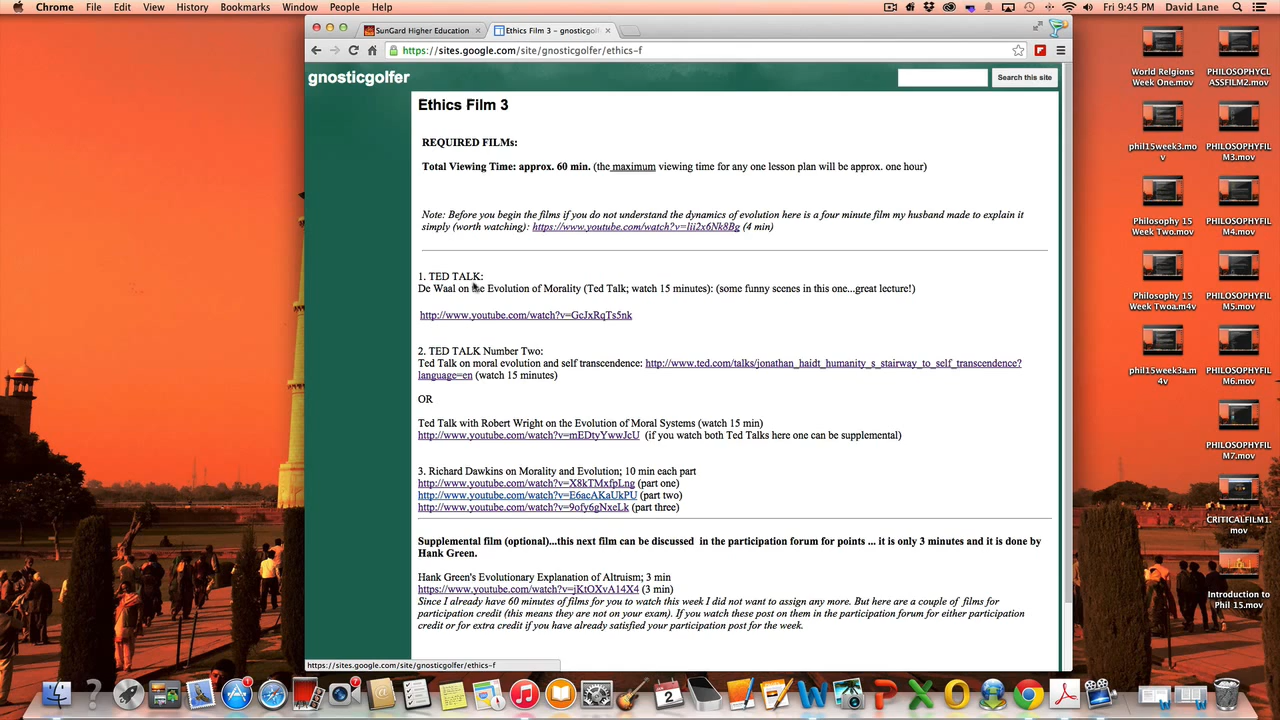 Chrome File Edit View History Bookmarks Window People Help
Fri 9:45 PM David Lane
SunGard Higher Education
Ethics Film 3 – gnosticgolf
https://sites.google.com/site/gnosticgolfer/ethics-f
gnosticgolfer
Search this site
Ethics Film 3
REQUIRED FILMs:
Total Viewing Time: approx. 60 min. (the maximum viewing time for any one lesson plan will be approx. one hour)
Note: Before you begin the films if you do not understand the dynamics of evolution here is a four minute film my husband made to explain it
simply (worth watching): https://www.youtube.com/watch?v=lii2x6Nk8Bg (4 min)
1. TED TALK:
De Waal on the Evolution of Morality (Ted Talk; watch 15 minutes): (some funny scenes in this one...great lecture!)
http://www.youtube.com/watch?v=GcJxRqTs5nk
2. TED TALK Number Two:
Ted Talk on moral evolution and self transcendence: http://www.ted.com/talks/jonathan_haidt_humanity_s_stairway_to_self_transcendence?
language=en (watch 15 minutes)
OR
Ted Talk with Robert Wright on the Evolution of Moral Systems (watch 15 min)
http://www.youtube.com/watch?v=mEDtyYwwJcU (if you watch both Ted Talks here one can be supplemental)
3. Richard Dawkins on Morality and Evolution; 10 min each part
http://www.youtube.com/watch?v=X8kTMxfpLng (part one)
http://www.youtube.com/watch?v=E6acAKaUkPU (part two)
http://www.youtube.com/watch?v=9ofy6gNxeLk (part three)
Supplemental film (optional)...this next film can be discussed in the participation forum for points ... it is only 3 minutes and it is done by
Hank Green.
Hank Green's Evolutionary Explanation of Altruism; 3 min
https://www.youtube.com/watch?v=jKtOXvA14X4 (3 min)
Since I already have 60 minutes of films for you to watch this week I did not want to assign any more. But here are a couple of films for
participation credit (this means they are not on your exam). If you watch these post on them in the participation forum for either participation
credit or for extra credit if you have already satisfied your participation post for the week.
https://sites.google.com/site/gnosticgolfer/ethics-f
World Relgions
Week One.mov
PHILOSOPHYCL
ASSFILM2.mov
phil15week3.mo
v
PHILOSOPHYFIL
M3.mov
Philosophy 15
Week Two.mov
PHILOSOPHYFIL
M4.mov
Philosophy 15
Week Twoa.m4v
PHILOSOPHYFIL
M5.mov
phil15week3a.m
4v
PHILOSOPHYFIL
M6.mov
PHILOSOPHYFIL
M7.mov
CRITICALFILM1.
mov
Introduction to
Phil 15.mov